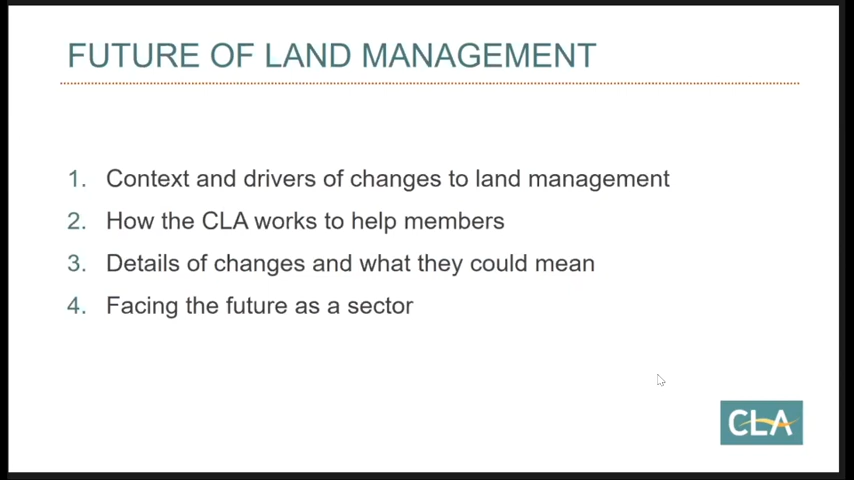 FUTURE OF LAND MANAGEMENT
1. Context and drivers of changes to land management
2. How the CLA works to help members
3. Details of changes and what they could mean
4. Facing the future as a sector
CLA